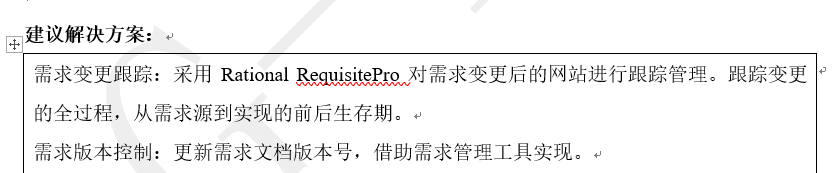 建议解决方案：
需求变更跟踪：采用 Rational RequisitePro 对需求变更后的网站进行跟踪管理。跟踪变更
的全过程，从需求源到实现的前后生存期。
需求版本控制：更新需求文档版本号，借助需求管理工具实现。